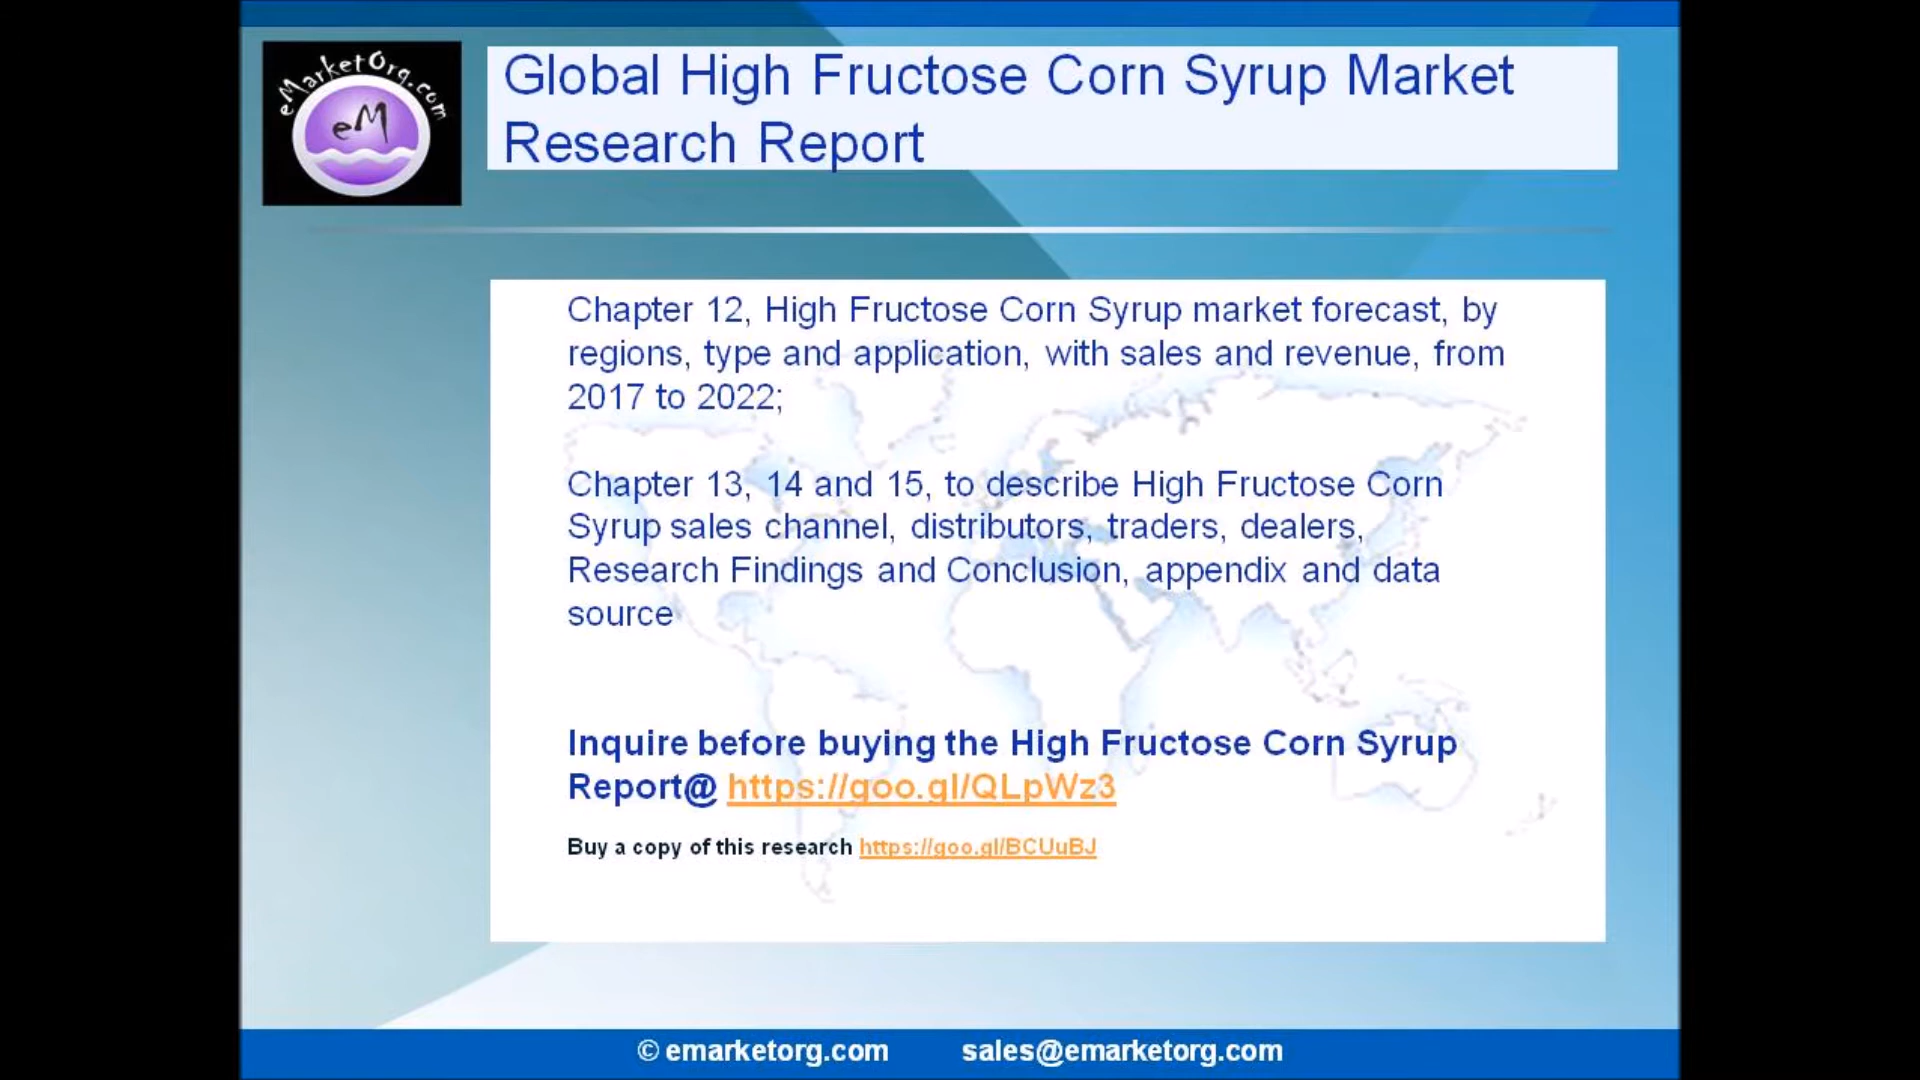 eMarketOrg.com
eM
Global High Fructose Corn Syrup Market
Research Report
Chapter 12, High Fructose Corn Syrup market forecast, by
regions, type and application, with sales and revenue, from
2017 to 2022;
Chapter 13, 14 and 15, to describe High Fructose Corn
Syrup sales channel, distributors, traders, dealers,
Research Findings and Conclusion, appendix and data
source
Inquire before buying the High Fructose Corn Syrup
Report@ https://goo.gl/QLpWz3
Buy a copy of this research https://goo.gl/BCUuBJ
© emarketorg.com sales@emarketorg.com